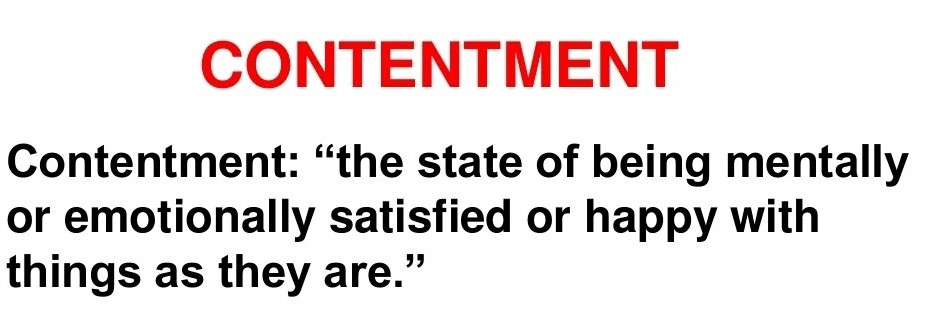 CONTENTMENT
Contentment: “the state of being mentally
or emotionally satisfied or happy with
things as they are.”